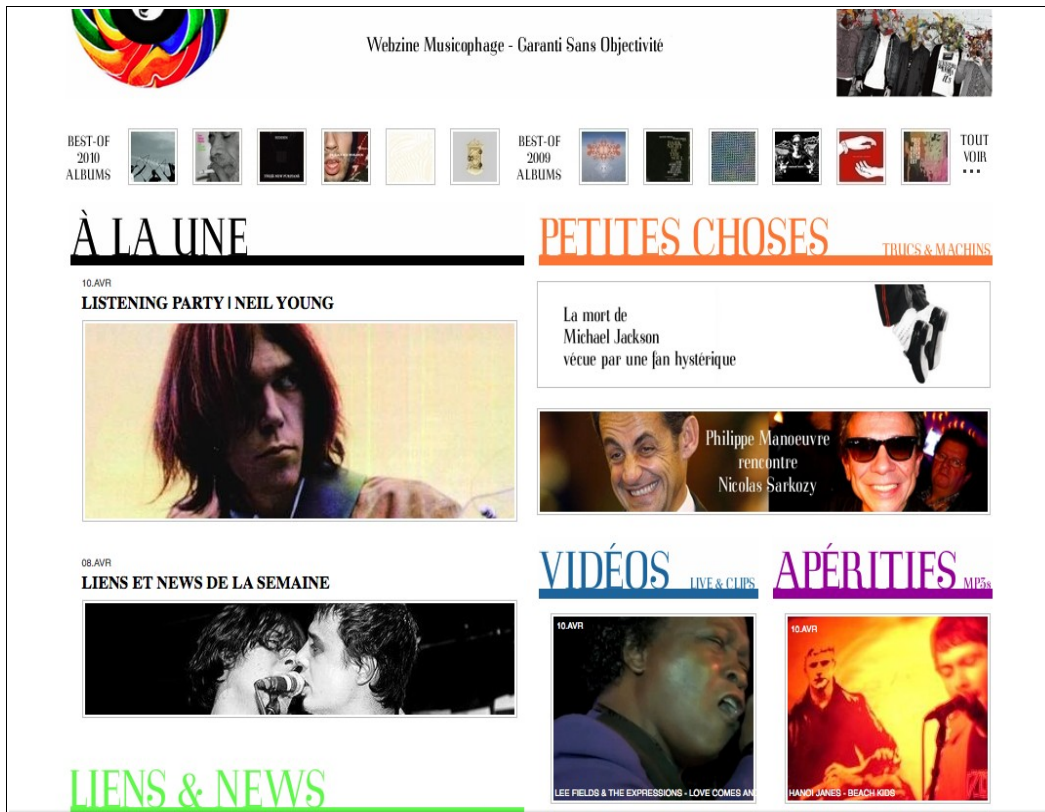 Webzine Musicophage - Garanti Sans Objectivité
BEST-OF
2010
ALBUMS
BEST-OF
2009
ALBUMS
TOUT
VOIR
...
À LA UNE
10.AVR
LISTENING PARTY | NEIL YOUNG
08.AVR
LIENS ET NEWS DE LA SEMAINE
LIENS & NEWS
PETITES CHOSES
TRUCS & MACHINS
La mort de
Michael Jackson
vécue par une fan hystérique
Philippe Manoeuvre
rencontre
Nicolas Sarkozy
VIDÉOS
LIVE & CLIPS
10.AVR
LEE FIELDS & THE EXPRESSIONS - LOVE COMES AN
APÉRITIFS
MP3s
10.AVR
HANOI JANES - BEACH KIDS